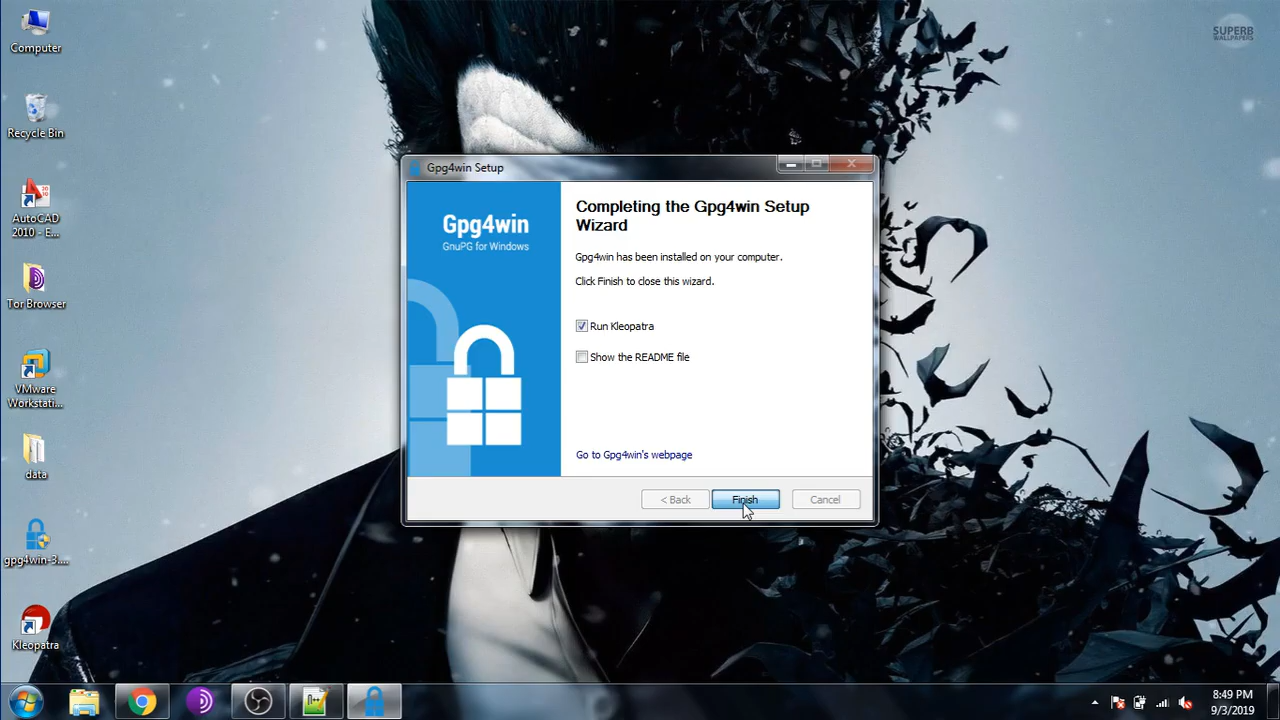 Computer
Recycle Bin
AutoCAD
2010 - E...
Tor Browser
VMware
Workstati...
data
gpg4win-3....
Kleopatra
SUPERB
WALLPAPERS
Gpg4win Setup
Gpg4win
GnuPG for Windows
Completing the Gpg4win Setup
Wizard
Gpg4win has been installed on your computer.
Click Finish to close this wizard.
Run Kleopatra
Show the README file
Go to Gpg4win's webpage
< Back
Finish
Cancel
8:49 PM
9/3/2019